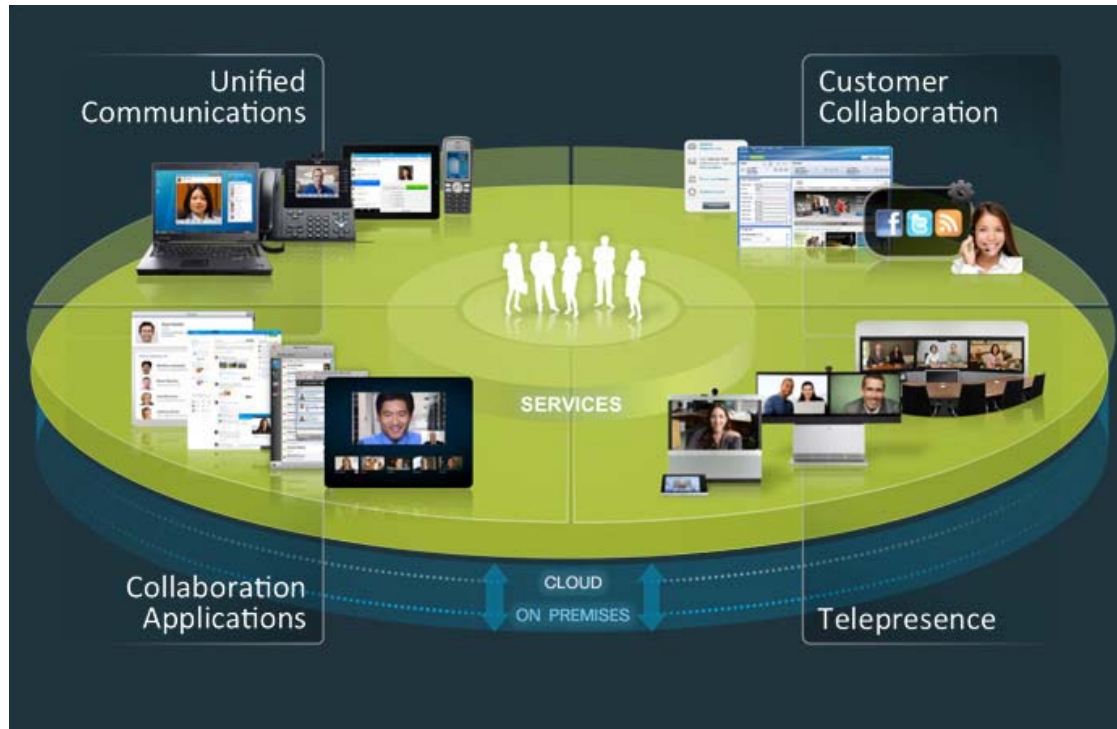 Unified
Communications
Customer
Collaboration
SERVICES
CLOUD
ON PREMISES
Collaboration
Applications
Telepresence